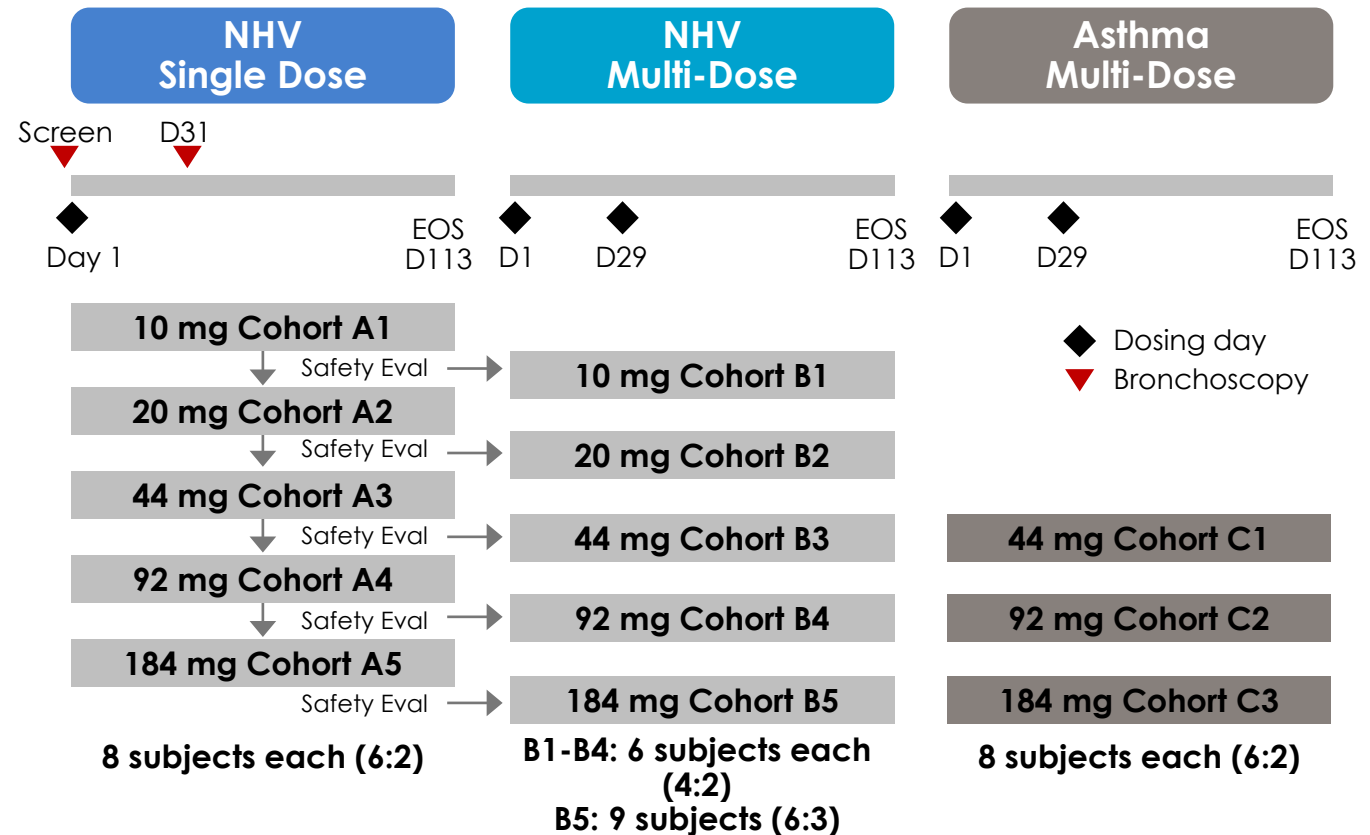 NHV
Single Dose
NHV
Multi-Dose
Asthma
Multi-Dose
Screen
D31
Day 1
EOS
D113
D1
D29
EOS
D113
D1
D29
EOS
D113
10 mg Cohort A1
Safety Eval
10 mg Cohort B1
20 mg Cohort A2
Safety Eval
20 mg Cohort B2
44 mg Cohort A3
Safety Eval
44 mg Cohort B3
44 mg Cohort C1
92 mg Cohort A4
Safety Eval
92 mg Cohort B4
92 mg Cohort C2
184 mg Cohort A5
Safety Eval
184 mg Cohort B5
184 mg Cohort C3
Dosing day
Bronchoscopy
8 subjects each (6:2)
B1-B4: 6 subjects each
(4:2)
B5: 9 subjects (6:3)
8 subjects each (6:2)